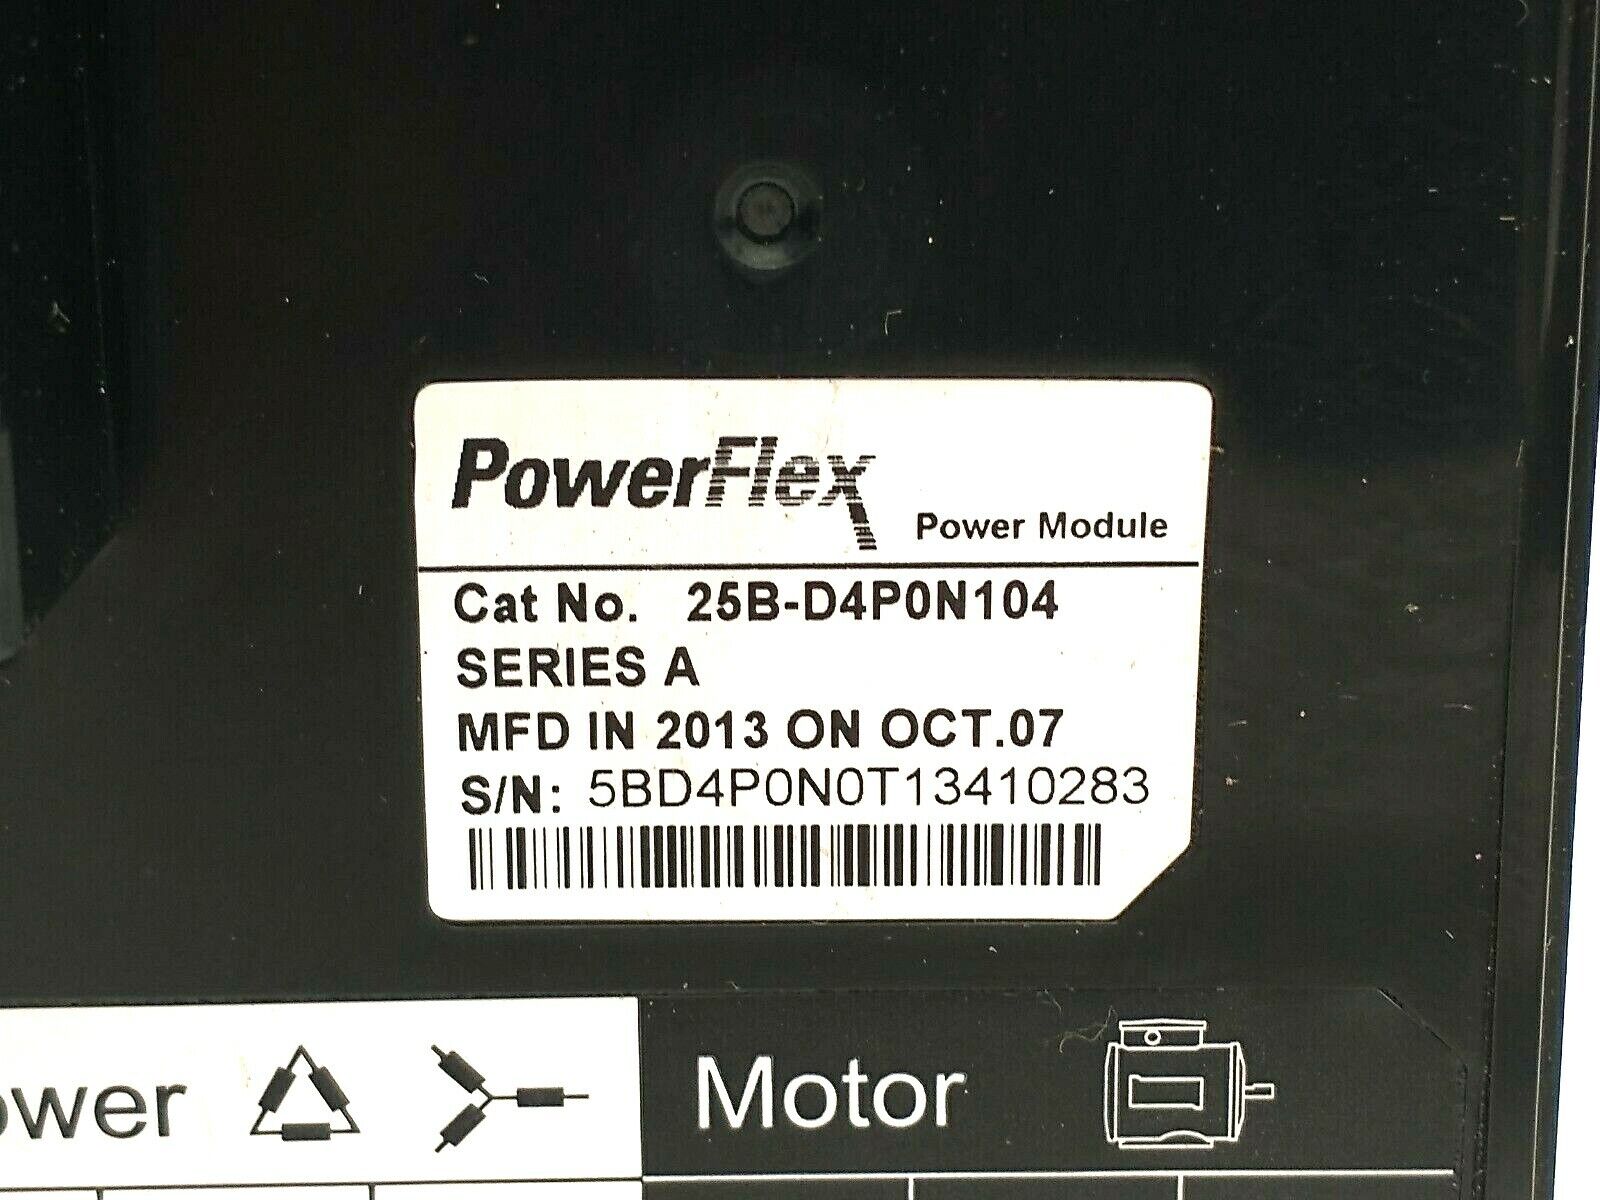 PowerFlex
Power Module
Cat No. 25B-D4P0N104
SERIES A
MFD IN 2013 ON OCT.07
S/N: 5BD4P0N0T13410283
ower
Motor